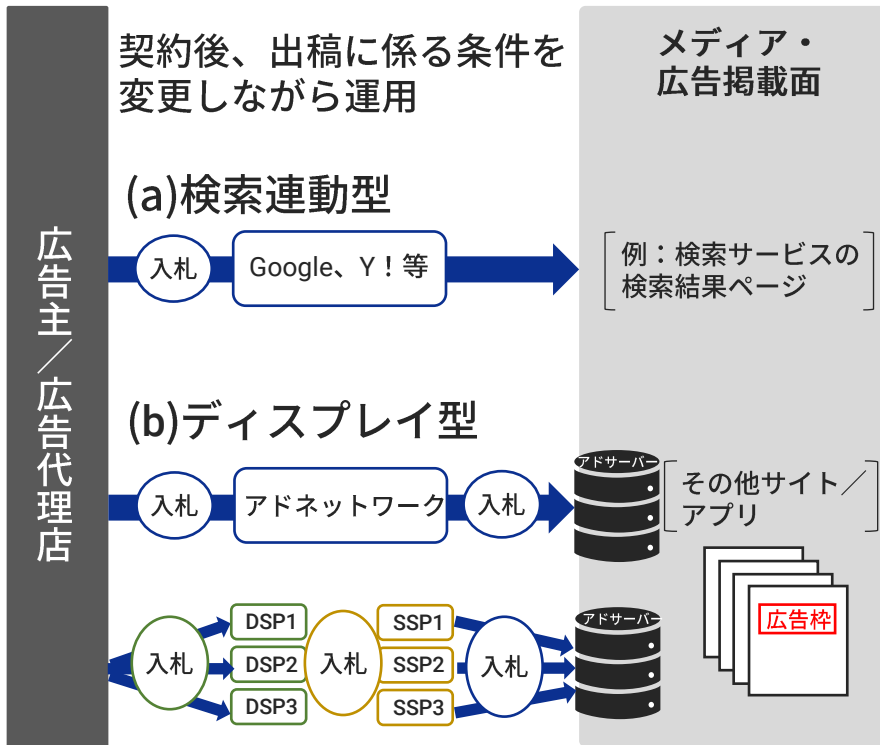 広告主／広告代理店
契約後、出稿に係る条件を
変更しながら運用
メディア・
広告掲載面
(a)検索連動型
入札
Google、Y！等
例：検索サービスの
検索結果ページ
(b)ディスプレイ型
入札
アドネットワーク
入札
アドサーバー
その他サイト／
アプリ
広告枠
入札
DSP1
DSP2
DSP3
入札
SSP1
SSP2
SSP3
入札
アドサーバー